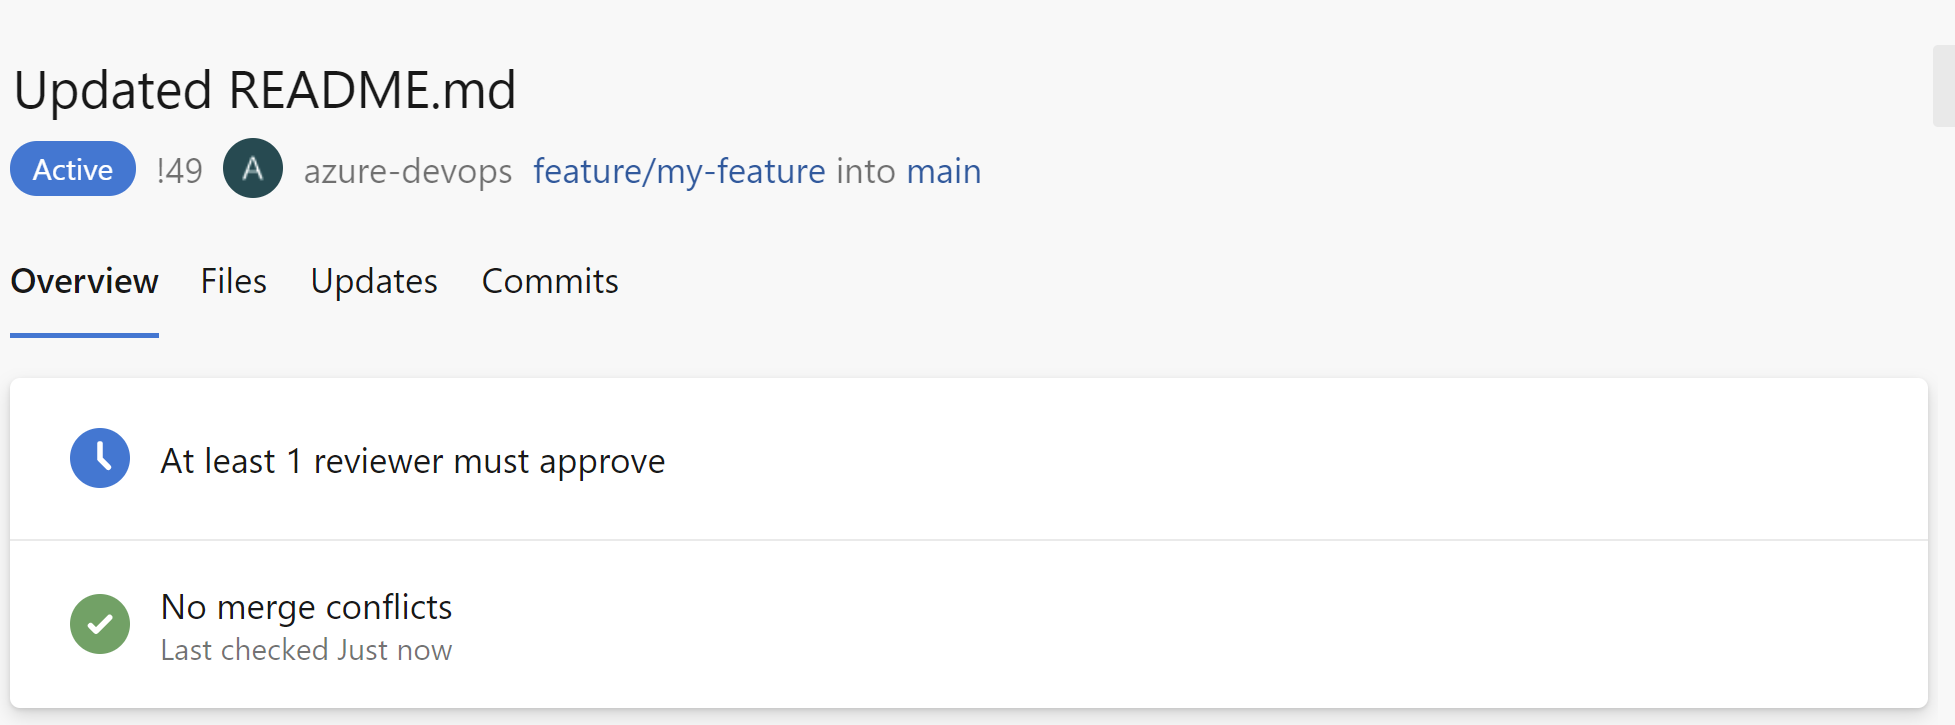 Updated README.md
Active !49 A azure-devops feature/my-feature into main
Overview Files Updates Commits
At least 1 reviewer must approve
No merge conflicts
Last checked Just now